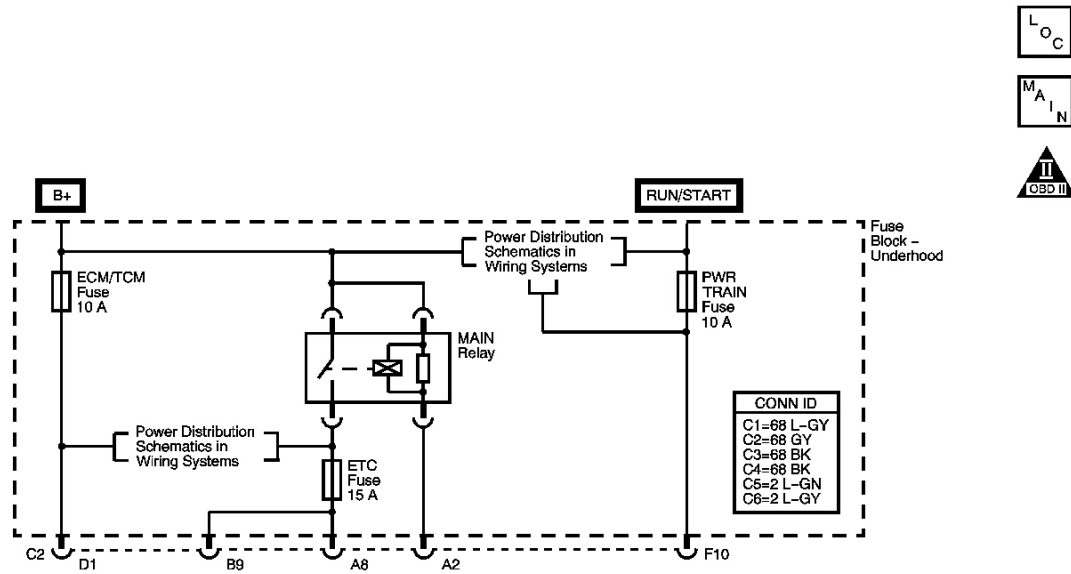 LOC
MAIN
II
OBD II
B+
RUN/START
Fuse
Block –
Underhood
Power Distribution
Schematics in
Wiring Systems
ECM/TCM
Fuse
10 A
PWR
TRAIN
Fuse
10 A
MAIN
Relay
CONN ID
C1=68 L–GY
C2=68 GY
C3=68 BK
C4=68 BK
C5=2 L–GN
C6=2 L–GY
Power Distribution
Schematics in
Wiring Systems
ETC
Fuse
15 A
C2
D1
B9
A8
A2
F10